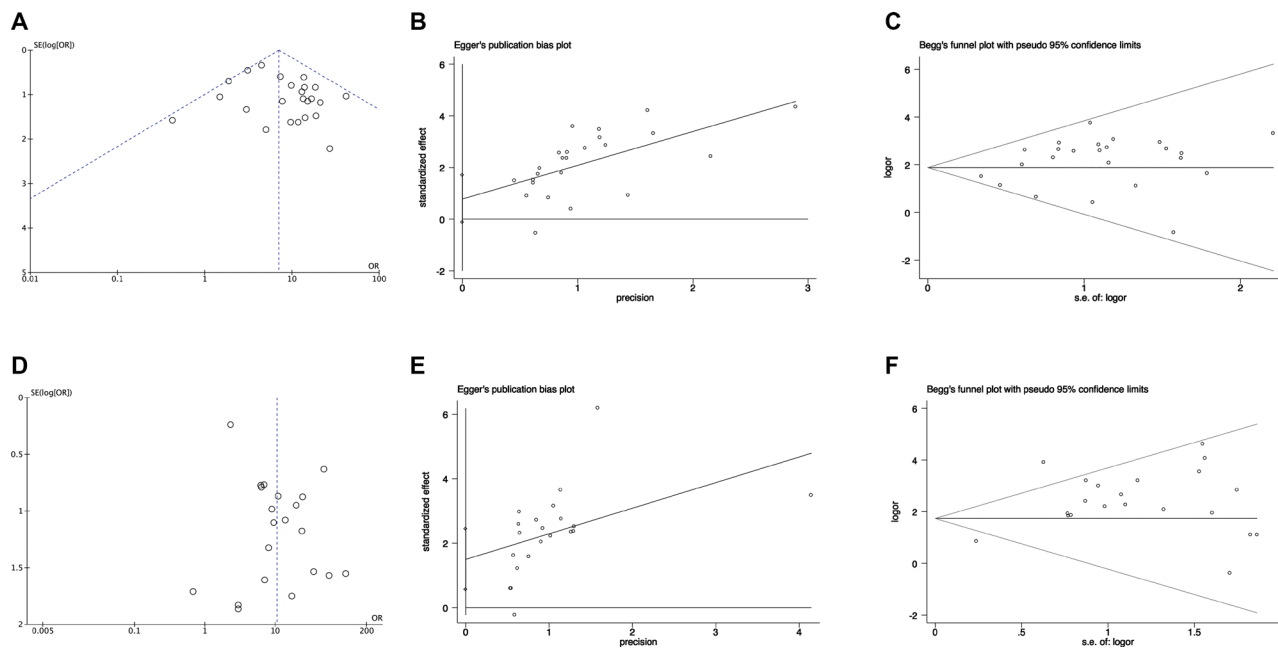 A
SE(log[OR])
0
1
2
3
4
5
0.01
0.1
1
10
100
OR
B
Egger's publication bias plot
standardized effect
6
4
2
0
-2
0
1
2
3
precision
C
Begg's funnel plot with pseudo 95% confidence limits
logor
6
4
2
0
-2
0
1
2
s.e. of: logor
D
SE(log[OR])
0
0.5
1
1.5
2
0.005
0.1
1
10
200
OR
E
Egger's publication bias plot
standardized effect
6
4
2
0
0
1
2
3
4
precision
F
Begg's funnel plot with pseudo 95% confidence limits
logor
6
4
2
0
-2
0
.5
1
1.5
s.e. of: logor